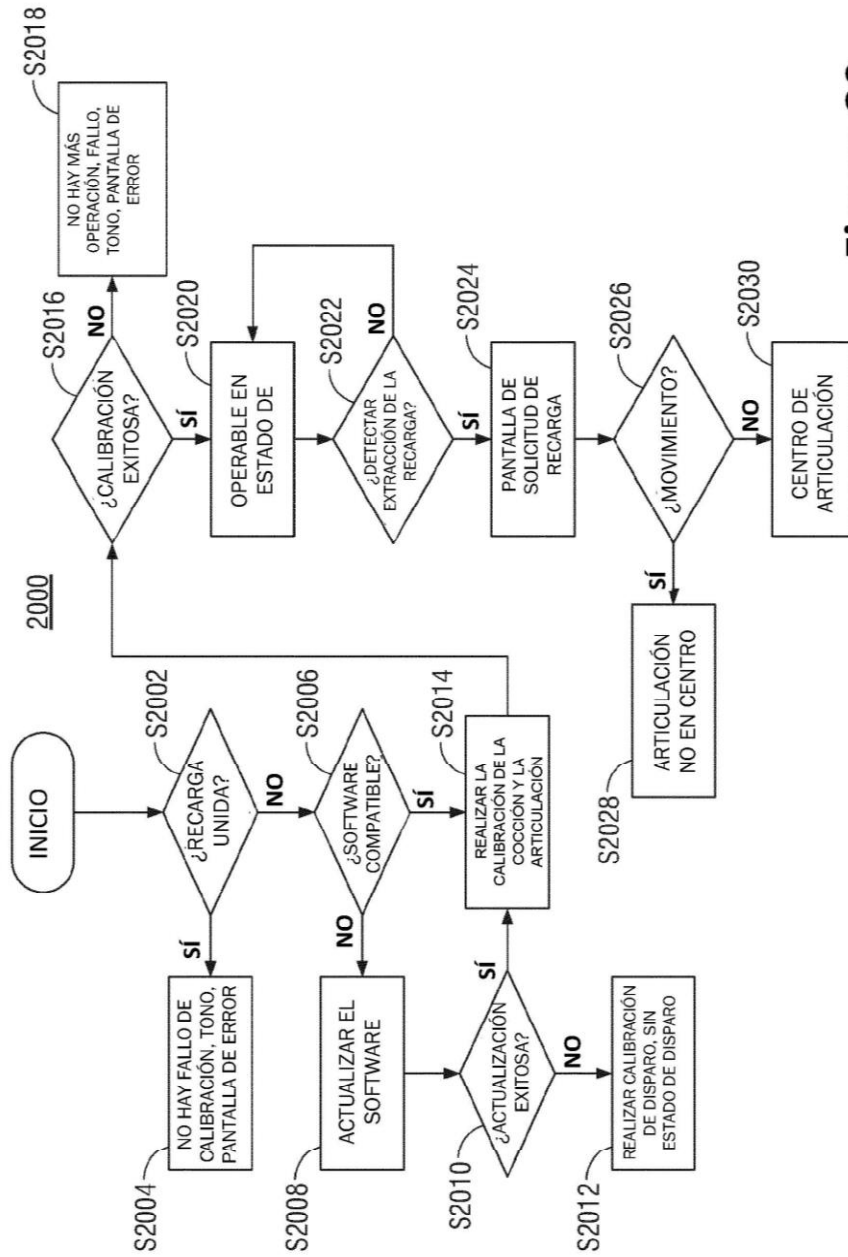 2000
INICIO
S2002
¿RECARGA
UNIDA?
SÍ
NO
S2004
NO HAY FALLO DE
CALIBRACIÓN, TONO,
PANTALLA DE ERROR
S2006
¿SOFTWARE
COMPATIBLE?
NO
SÍ
S2008
ACTUALIZAR EL
SOFTWARE
S2010
¿ACTUALIZACIÓN
EXITOSA?
SÍ
NO
S2012
REALIZAR CALIBRACIÓN
DE DISPARO, SIN
ESTADO DE DISPARO
S2014
REALIZAR LA
CALIBRACIÓN DE LA
COCCIÓN Y LA
ARTICULACIÓN
S2016
¿CALIBRACIÓN
EXITOSA?
NO
SÍ
S2018
NO HAY MÁS
OPERACIÓN, FALLO,
TONO, PANTALLA DE
ERROR
S2020
OPERABLE EN
ESTADO DE
S2022
¿DETECTAR
EXTRACCIÓN DE LA
RECARGA?
NO
SÍ
S2024
PANTALLA DE
SOLICITUD DE
RECARGA
S2026
¿MOVIMIENTO?
SÍ
NO
S2028
ARTICULACIÓN
NO EN CENTRO
S2030
CENTRO DE
ARTICULACIÓN